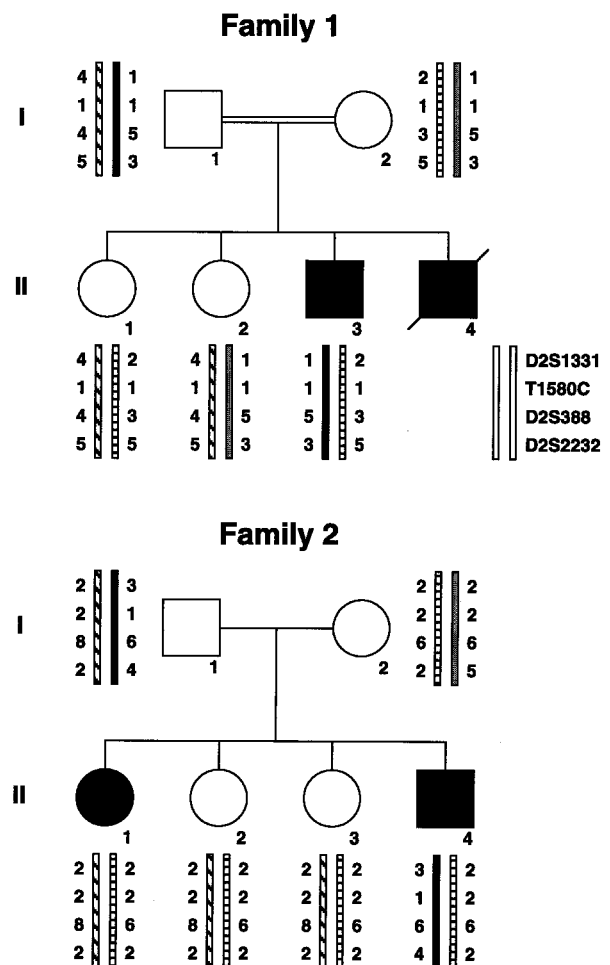 Family 1
I
4 1 2 1
1 1 1 1
4 5 3 5
5 3 5 3
1 2
II
1 2 3 4
4 2 4 1 1 2 D2S1331
1 1 1 1 1 1 T1580C
4 3 4 5 5 3 D2S388
5 5 5 3 3 5 D2S2232
Family 2
I
2 3 2 2
2 1 2 2
8 6 6 6
2 4 2 5
1 2
II
1 2 3 4
2 2 2 2 2 2 3 2
2 2 2 2 2 2 1 2
8 6 8 6 8 6 6 6
2 2 2 2 2 2 4 2